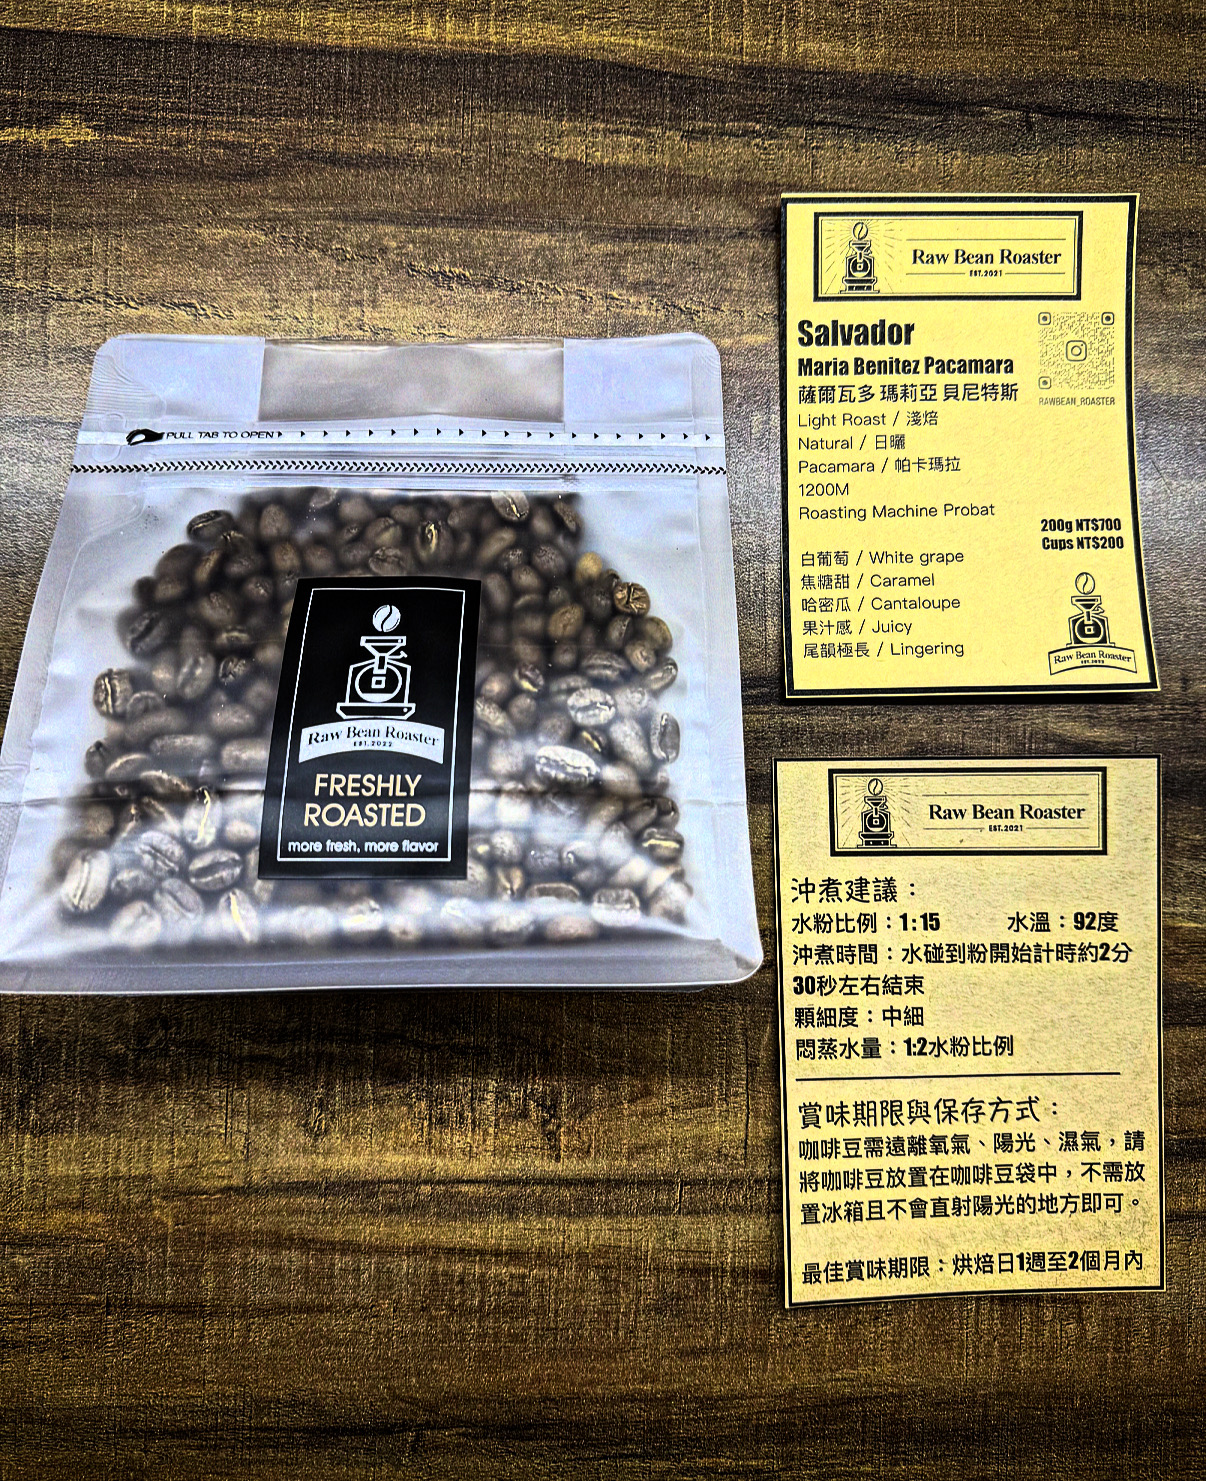 PULL TAB TO OPEN
Raw Bean Roaster
EST.2022
FRESHLY
ROASTED
more fresh, more flavor
Raw Bean Roaster
EST.2021
Salvador
Maria Benitez Pacamara
薩爾瓦多 瑪莉亞 貝尼特斯
RAWBEAN_ROASTER
Light Roast / 淺焙
Natural / 日曬
Pacamara / 帕卡瑪拉
1200M
Roasting Machine Probat
200g NT$700
Cups NT$200
白葡萄 / White grape
焦糖甜 / Caramel
哈密瓜 / Cantaloupe
果汁感 / Juicy
尾韻極長 / Lingering
Raw Bean Roaster
EST.2022
Raw Bean Roaster
EST.2021
沖煮建議：
水粉比例：1:15 水溫：92度
沖煮時間：水碰到粉開始計時約2分
30秒左右結束
顆細度：中細
悶蒸水量：1:2水粉比例
賞味期限與保存方式：
咖啡豆需遠離氧氣、陽光、濕氣，請
將咖啡豆放置在咖啡豆袋中，不需放
置冰箱且不會直射陽光的地方即可。
最佳賞味期限：烘焙日1週至2個月內